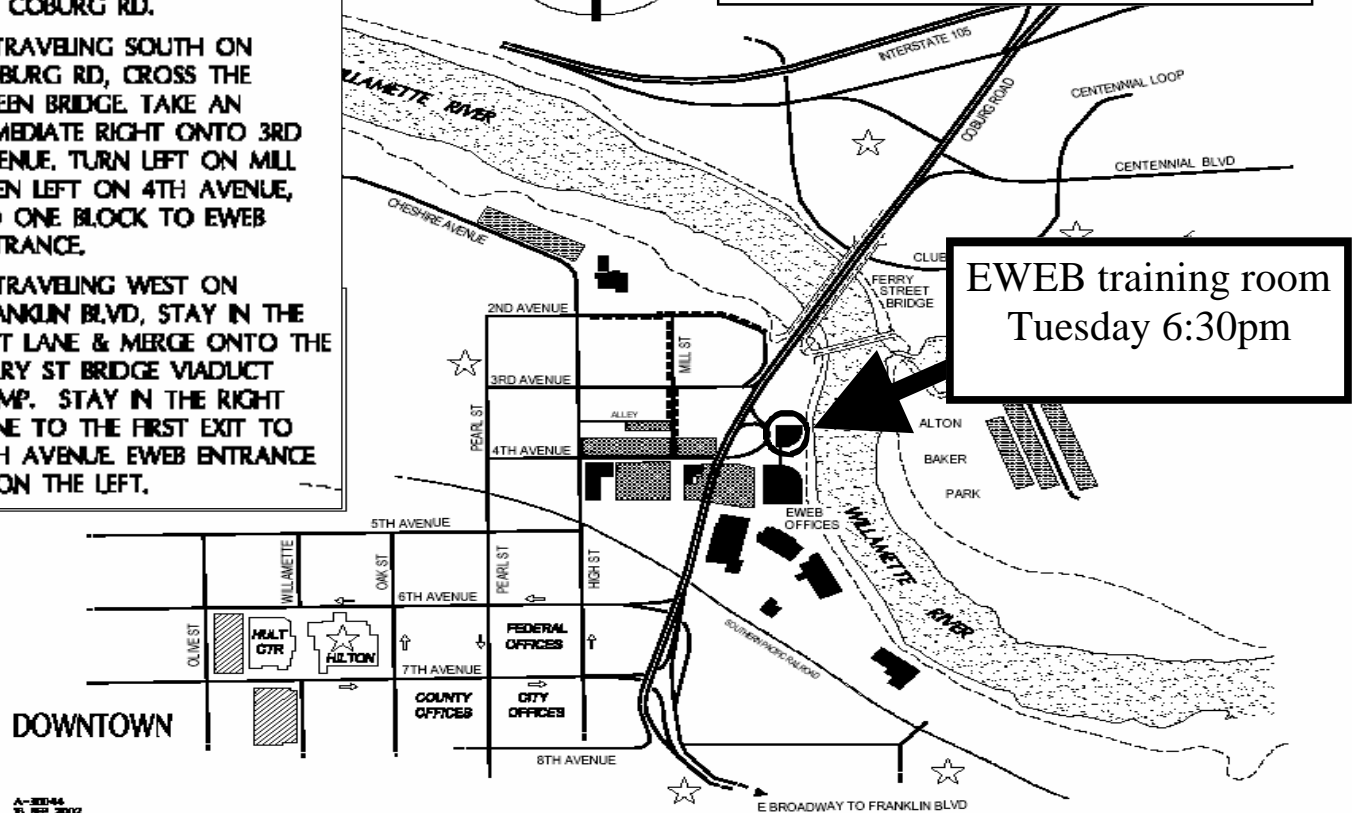 COBURG RD.
TRAVELING SOUTH ON
BURG RD, CROSS THE
EEN BRIDGE. TAKE AN
MEDIATE RIGHT ONTO 3RD
ENUE, TURN LEFT ON MILL
EN LEFT ON 4TH AVENUE,
ONE BLOCK TO EWEB
TRANCE.
TRAVELING WEST ON
ANKLIN BLVD, STAY IN THE
T LANE & MERGE ONTO THE
RY ST BRIDGE VIADUCT
MP. STAY IN THE RIGHT
NE TO THE FIRST EXIT TO
H AVENUE. EWEB ENTRANCE
ON THE LEFT.
INTERSTATE 105
WILLAMETTE RIVER
COBURG ROAD
CENTENNIAL LOOP
CENTENNIAL BLVD
CHESHIRE AVENUE
CLUB
FERRY
STREET
BRIDGE
EWEB training room
Tuesday 6:30pm
2ND AVENUE
MILL ST
3RD AVENUE
ALLEY
PEARL ST
4TH AVENUE
ALTON
BAKER
PARK
EWEB
OFFICES
WILLAMETTE
RIVER
5TH AVENUE
WILLAMETTE
OAK ST
PEARL ST
HIGH ST
6TH AVENUE
OLIVE ST
HULT
CTR
HILTON
FEDERAL
OFFICES
SOUTHERN PACIFIC RAILROAD
7TH AVENUE
COUNTY
OFFICES
CITY
OFFICES
DOWNTOWN
8TH AVENUE
E BROADWAY TO FRANKLIN BLVD